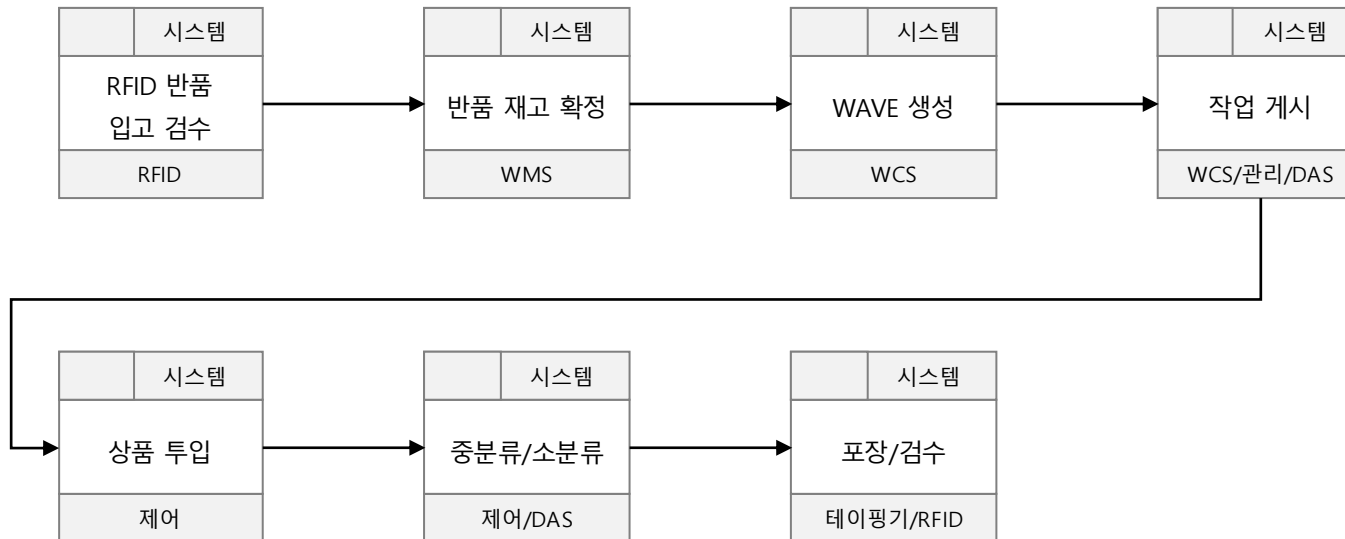 시스템
시스템
시스템
시스템
RFID 반품
입고 검수
반품 재고 확정
WAVE 생성
작업 게시
RFID
WMS
WCS
WCS/관리/DAS
시스템
시스템
시스템
상품 투입
중분류/소분류
포장/검수
제어
제어/DAS
테이핑기/RFID